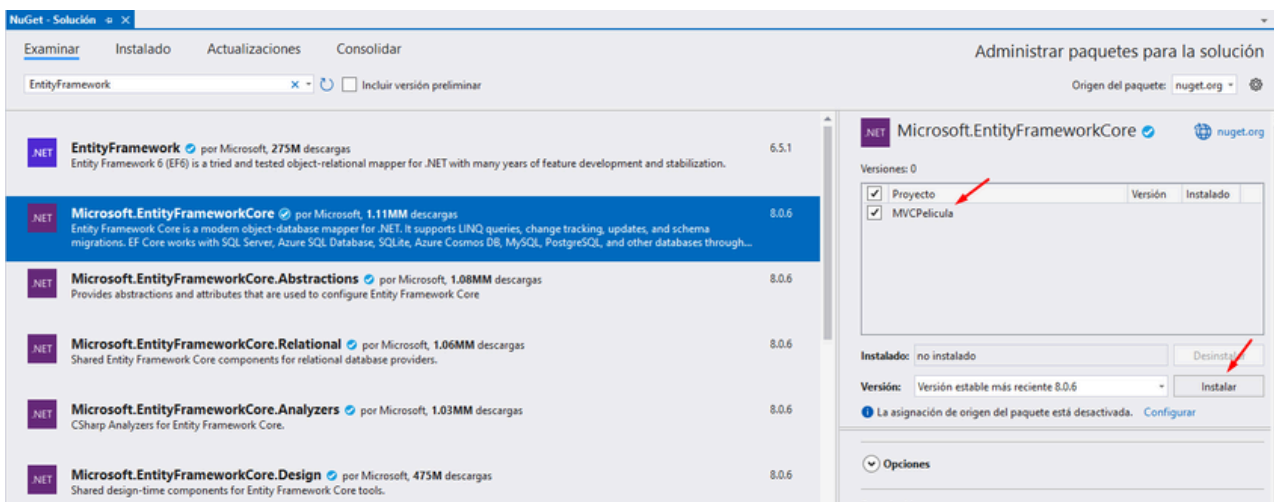 NuGet - Solución
Examinar Instalado Actualizaciones Consolidar
Administrar paquetes para la solución
EntityFramework
Incluir versión preliminar
Origen del paquete: nuget.org
.NET
EntityFramework por Microsoft, 275M descargas
6.5.1
Entity Framework 6 (EF6) is a tried and tested object-relational mapper for .NET with many years of feature development and stabilization.
.NET
Microsoft.EntityFrameworkCore por Microsoft, 1.11MM descargas
8.0.6
Entity Framework Core is a modern object-database mapper for .NET. It supports LINQ queries, change tracking, updates, and schema
migrations. EF Core works with SQL Server, Azure SQL Database, SQLite, Azure Cosmos DB, MySQL, PostgreSQL, and other databases through...
.NET
Microsoft.EntityFrameworkCore.Abstractions por Microsoft, 1.08MM descargas
8.0.6
Provides abstractions and attributes that are used to configure Entity Framework Core
.NET
Microsoft.EntityFrameworkCore.Relational por Microsoft, 1.06MM descargas
8.0.6
Shared Entity Framework Core components for relational database providers.
.NET
Microsoft.EntityFrameworkCore.Analyzers por Microsoft, 1.03MM descargas
8.0.6
CSharp Analyzers for Entity Framework Core.
.NET
Microsoft.EntityFrameworkCore.Design por Microsoft, 475M descargas
8.0.6
Shared design-time components for Entity Framework Core tools.
.NET
Microsoft.EntityFrameworkCore
nuget.org
Versiones: 0
Proyecto Versión Instalado
MVCPelicula
Instalado: no instalado
Desinstalar
Versión: Versión estable más reciente 8.0.6
Instalar
La asignación de origen del paquete está desactivada. Configurar
Opciones